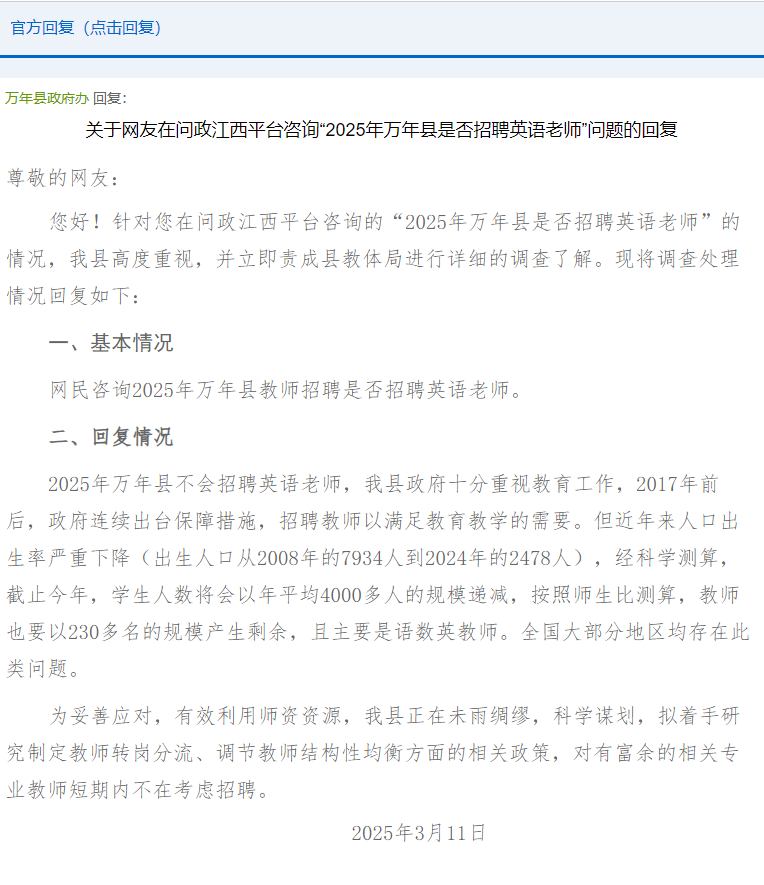 官方回复（点击回复）
万年县政府办 回复：
关于网友在问政江西平台咨询“2025年万年县是否招聘英语老师”问题的回复
尊敬的网友：
您好！针对您在问政江西平台咨询的“2025年万年县是否招聘英语老师”的
情况，我县高度重视，并立即责成县教体局进行详细的调查了解。现将调查处理
情况回复如下：
一、基本情况
网民咨询2025年万年县教师招聘是否招聘英语老师。
二、回复情况
2025年万年县不会招聘英语老师，我县政府十分重视教育工作，2017年前
后，政府连续出台保障措施，招聘教师以满足教育教学的需要。但近年来人口出
生率严重下降（出生人口从2008年的7934人到2024年的2478人），经科学测算，
截止今年，学生人数将会以年平均4000多人的规模递减，按照师生比测算，教师
也要以230多名的规模产生剩余，且主要是语数英教师。全国大部分地区均存在此
类问题。
为妥善应对，有效利用师资资源，我县正在未雨绸缪，科学谋划，拟着手研
究制定教师转岗分流、调节教师结构性均衡方面的相关政策，对有富余的相关专
业教师短期内不在考虑招聘。
2025年3月11日